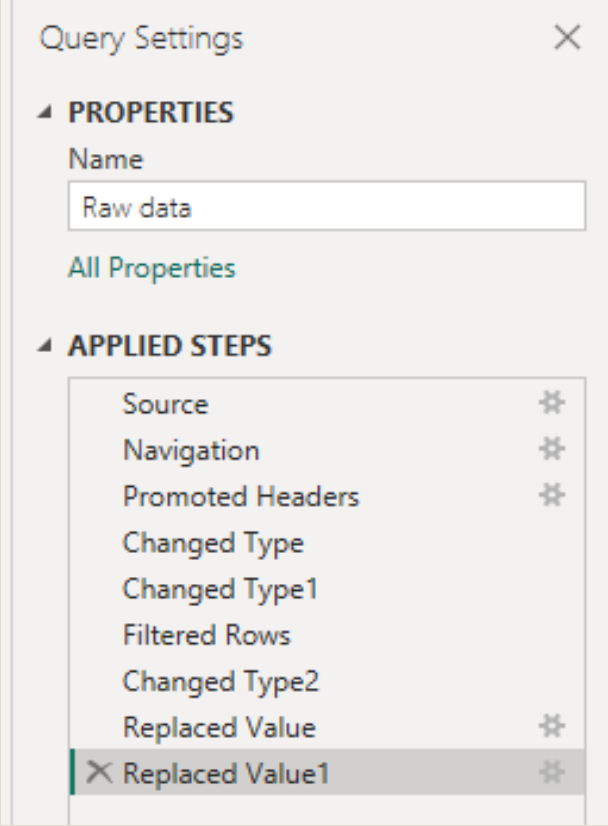 Query Settings
PROPERTIES
Name
Raw data
All Properties
APPLIED STEPS
Source
Navigation
Promoted Headers
Changed Type
Changed Type1
Filtered Rows
Changed Type2
Replaced Value
Replaced Value1